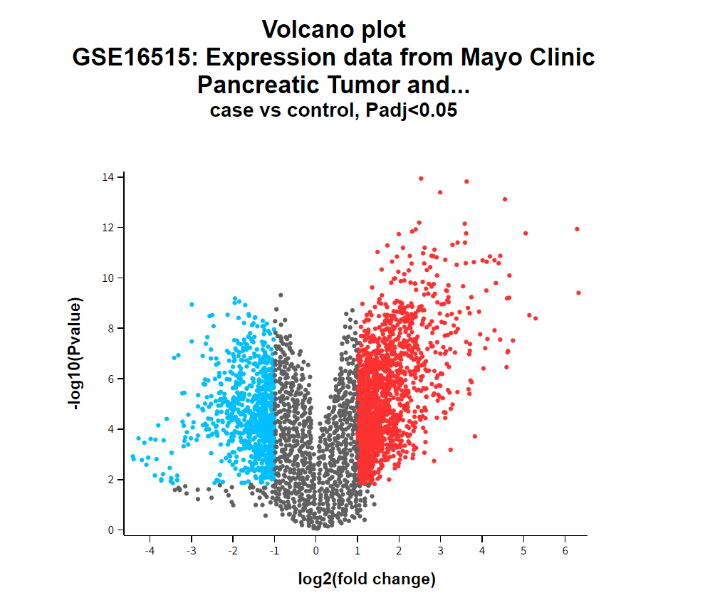 Volcano plot
GSE16515: Expression data from Mayo Clinic
Pancreatic Tumor and...
case vs control, Padj<0.05
14
12
10
8
6
4
2
0
-log10(Pvalue)
-4 -3 -2 -1 0 1 2 3 4 5 6
log2(fold change)